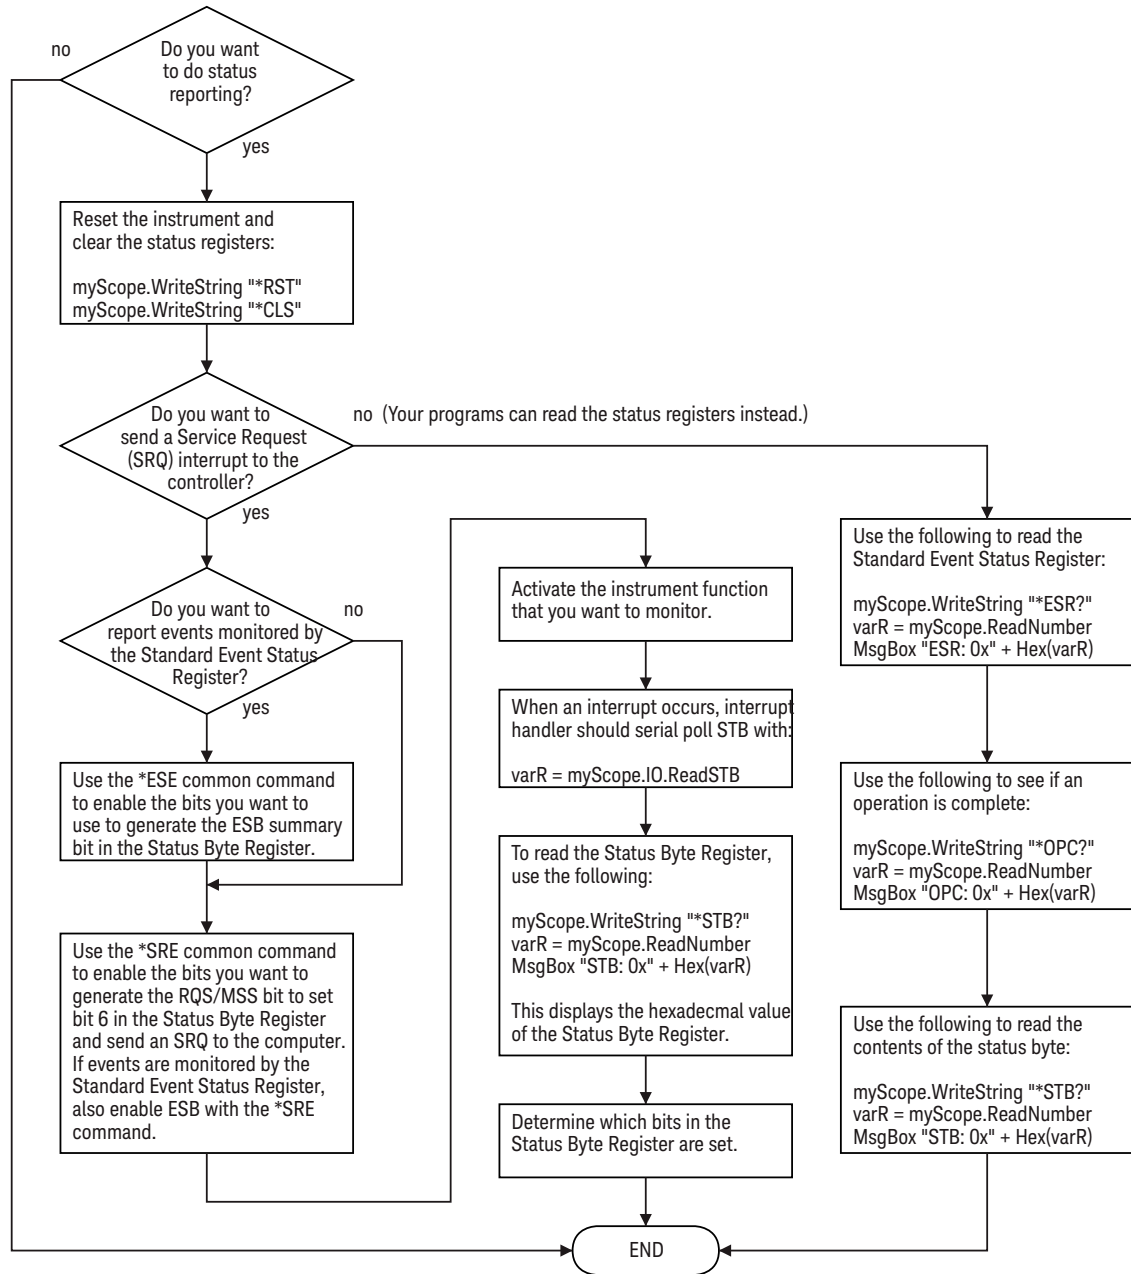 no
Do you want
to do status
reporting?
yes
Reset the instrument and
clear the status registers:
myScope.WriteString "*RST"
myScope.WriteString "*CLS"
Do you want to
send a Service Request
(SRQ) interrupt to the
controller?
no (Your programs can read the status registers instead.)
yes
Do you want to
report events monitored by
the Standard Event Status
Register?
no
yes
Use the *ESE common command
to enable the bits you want to
use to generate the ESB summary
bit in the Status Byte Register.
Use the *SRE common command
to enable the bits you want to
generate the RQS/MSS bit to set
bit 6 in the Status Byte Register
and send an SRQ to the computer.
If events are monitored by the
Standard Event Status Register,
also enable ESB with the *SRE
command.
Activate the instrument function
that you want to monitor.
When an interrupt occurs, interrupt
handler should serial poll STB with:
varR = myScope.IO.ReadSTB
To read the Status Byte Register,
use the following:
myScope.WriteString "*STB?"
varR = myScope.ReadNumber
MsgBox "STB: 0x" + Hex(varR)
This displays the hexadecmal value
of the Status Byte Register.
Determine which bits in the
Status Byte Register are set.
Use the following to read the
Standard Event Status Register:
myScope.WriteString "*ESR?"
varR = myScope.ReadNumber
MsgBox "ESR: 0x" + Hex(varR)
Use the following to see if an
operation is complete:
myScope.WriteString "*OPC?"
varR = myScope.ReadNumber
MsgBox "OPC: 0x" + Hex(varR)
Use the following to read the
contents of the status byte:
myScope.WriteString "*STB?"
varR = myScope.ReadNumber
MsgBox "STB: 0x" + Hex(varR)
END